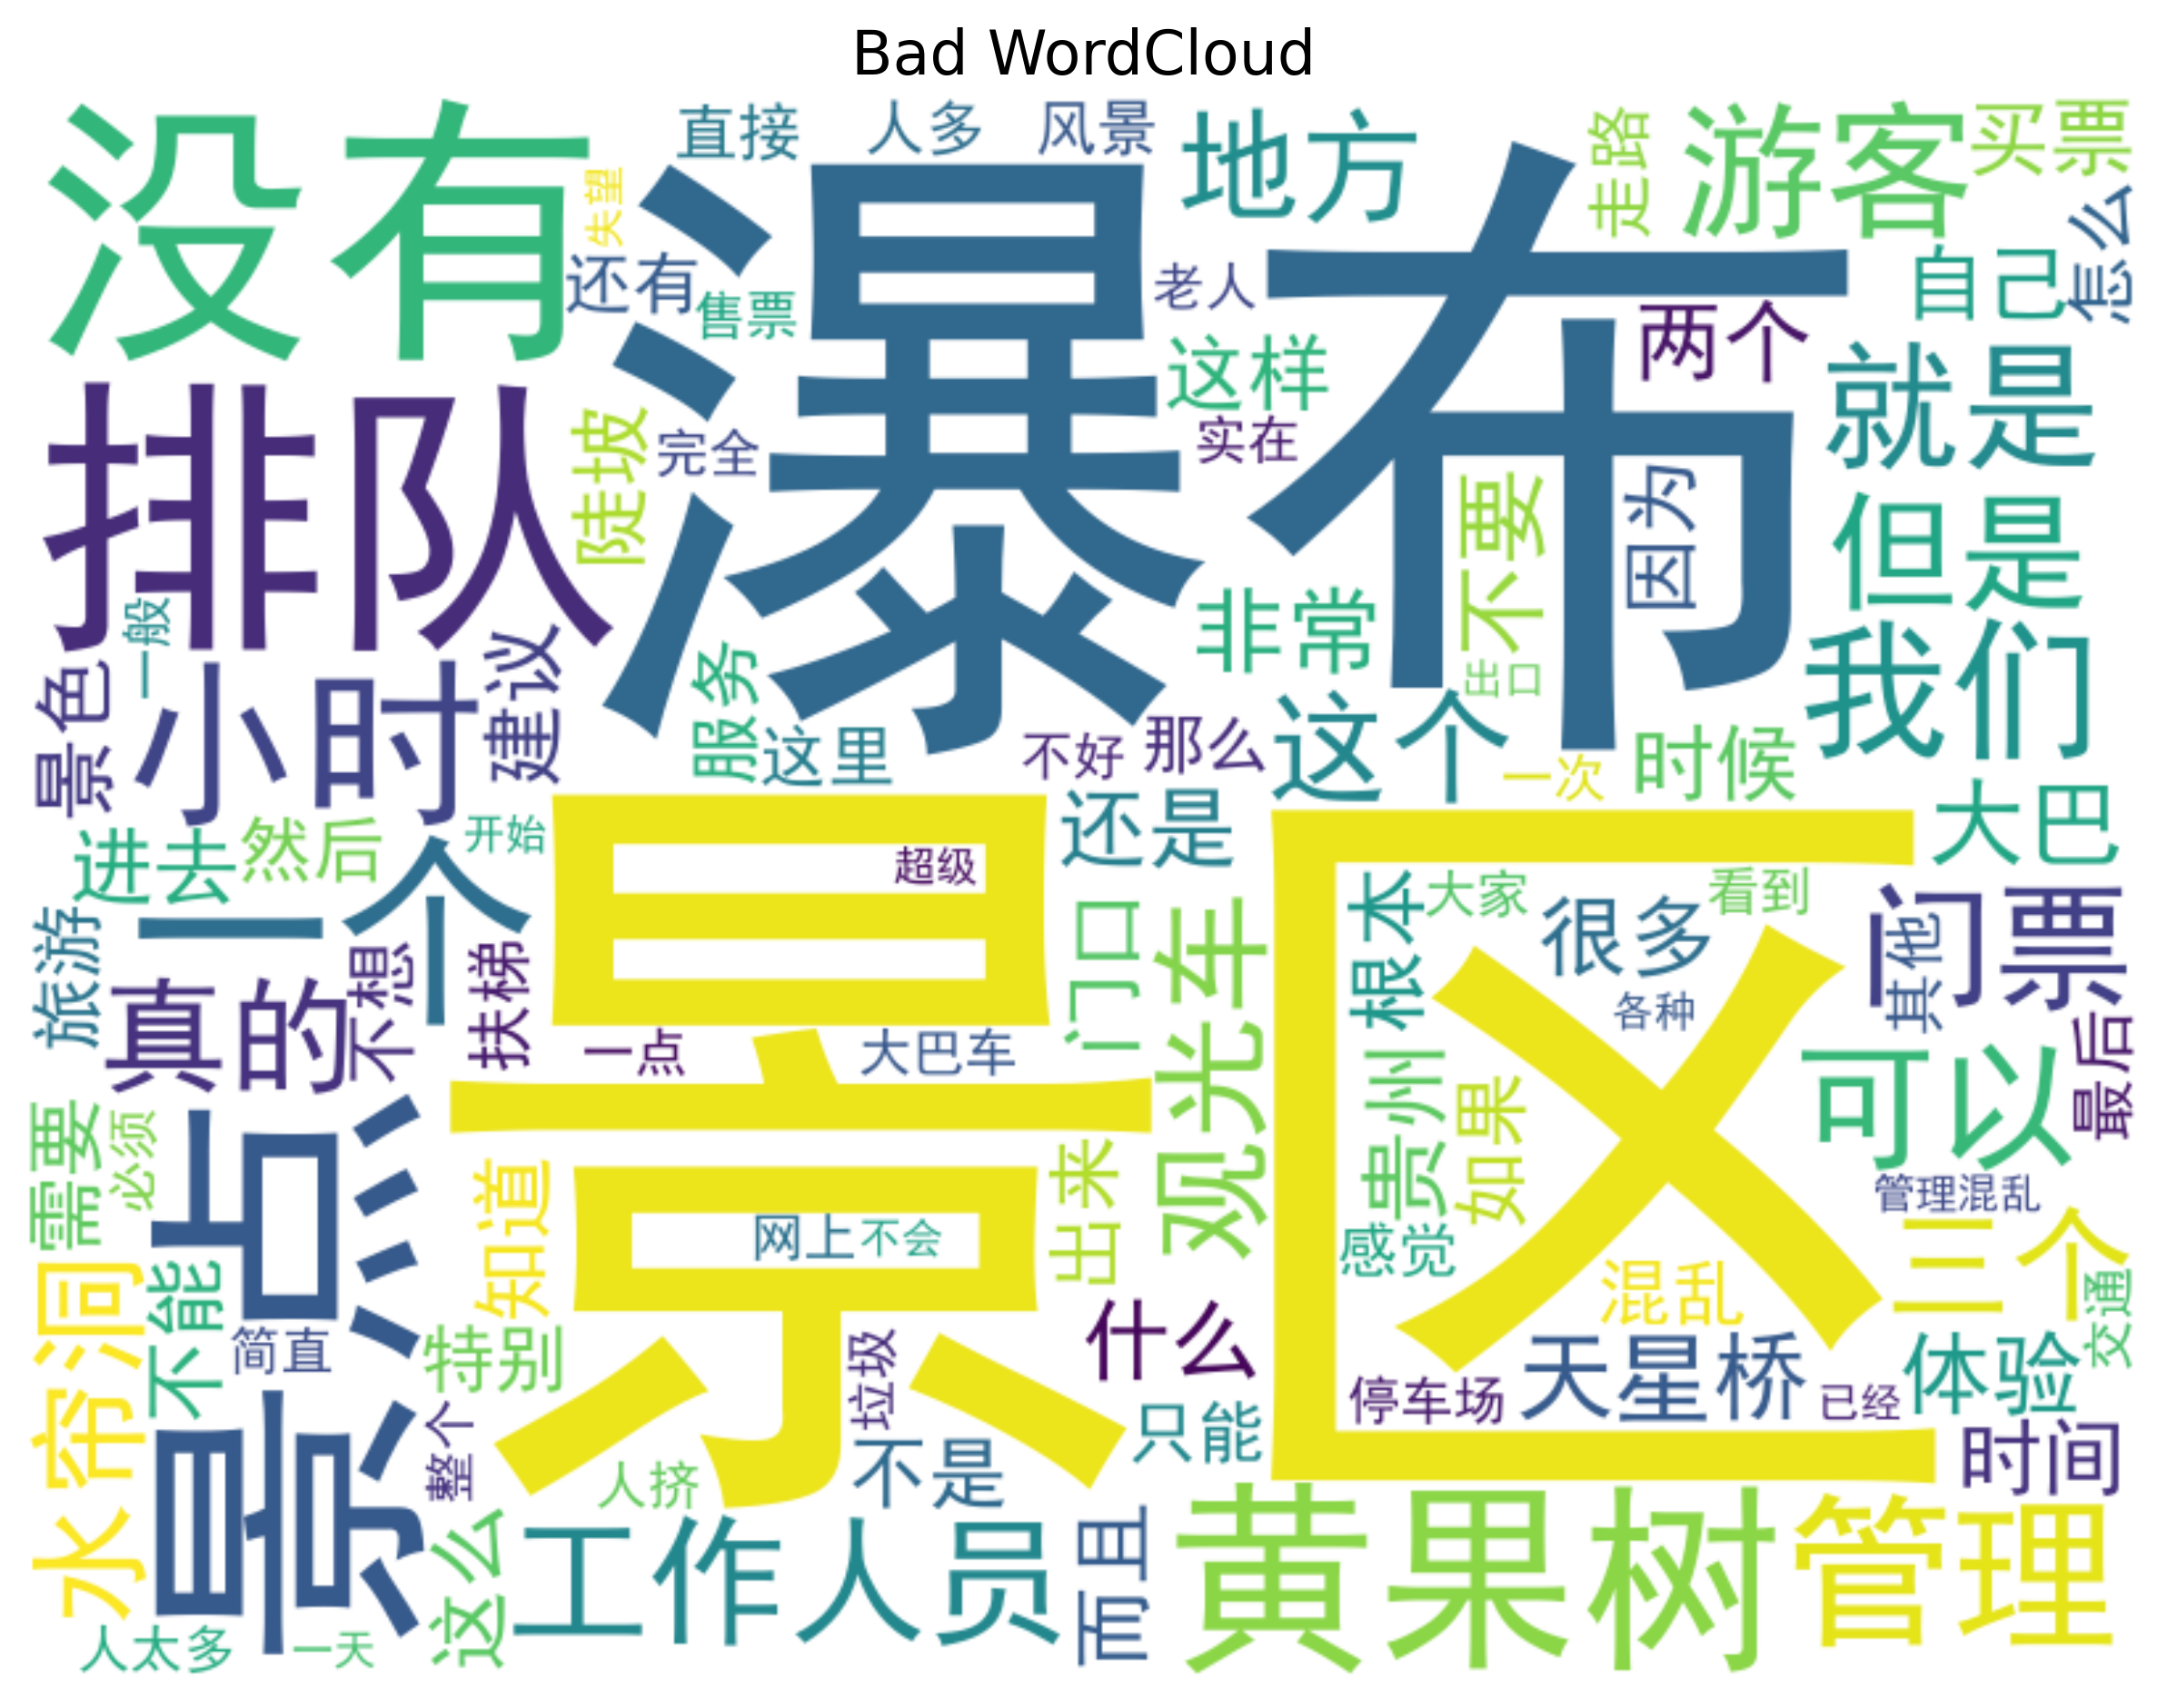 Bad WordCloud
没有
直接
人多
风景
地方
走路
游客
买票
怎么
失望
还有
售票
瀑布
老人
自己
两个
这样
就是
排队
陡坡
完全
实在
不要
因为
但是
一般
非常
出口
我们
景色
小时
建议
服务
这里
不好
那么
这个
一次
时候
大巴
进去
然后
一个
开始
景区
超级
还是
根本
大家
看到
很多
门票
其他
旅游
真的
不想
扶梯
门口
观光车
各种
一点
大巴车
最后
可以
需要
必须
景点
知道
网上
不会
出来
贵州
如果
感觉
管理混乱
三个
混乱
交通
水帘洞
不能
简直
特别
垃圾
什么
天星桥
体验
停车场
已经
整个
只能
时间
人挤
不是
这么
工作人员
而且
黄果树
管理
人太多
一天